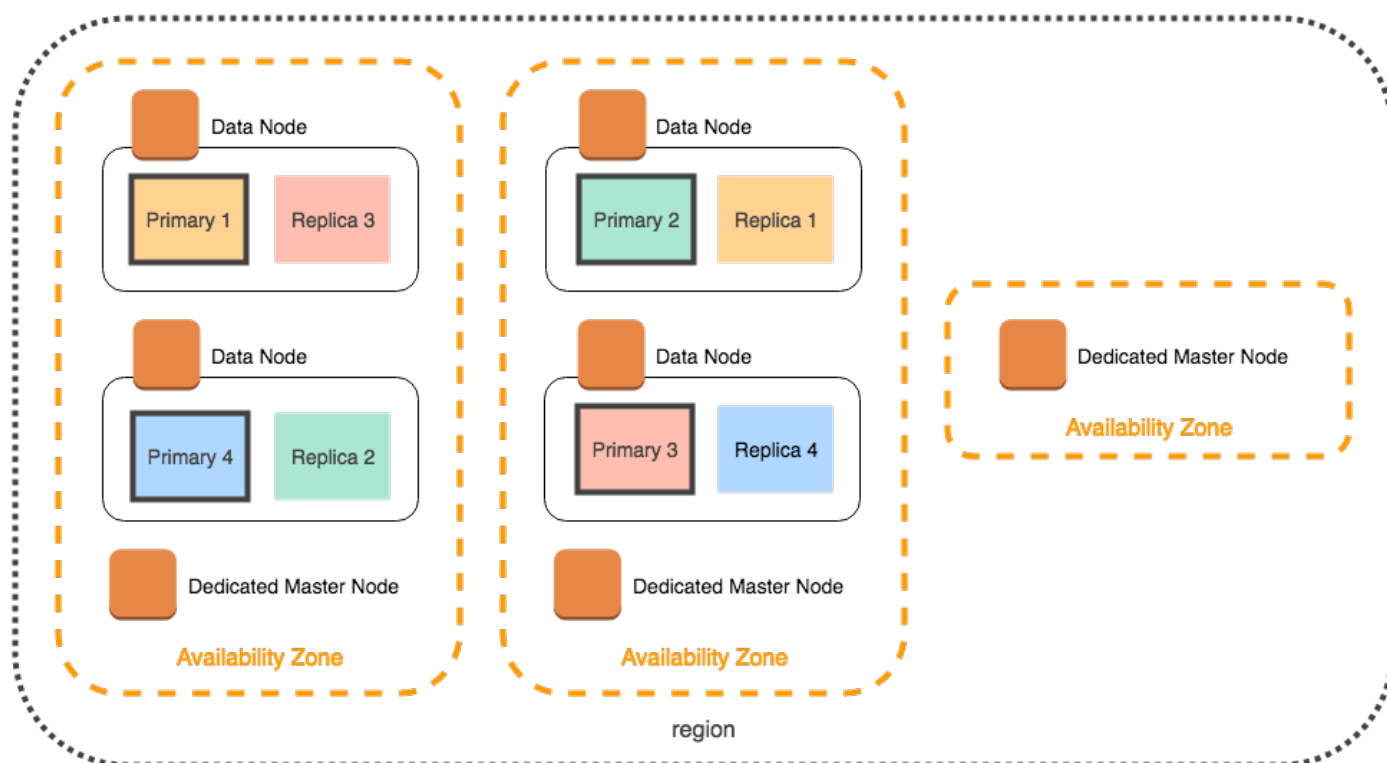 Data Node
Primary 1
Replica 3
Data Node
Primary 4
Replica 2
Dedicated Master Node
Availability Zone
Data Node
Primary 2
Replica 1
Data Node
Primary 3
Replica 4
Dedicated Master Node
Availability Zone
Dedicated Master Node
Availability Zone
region